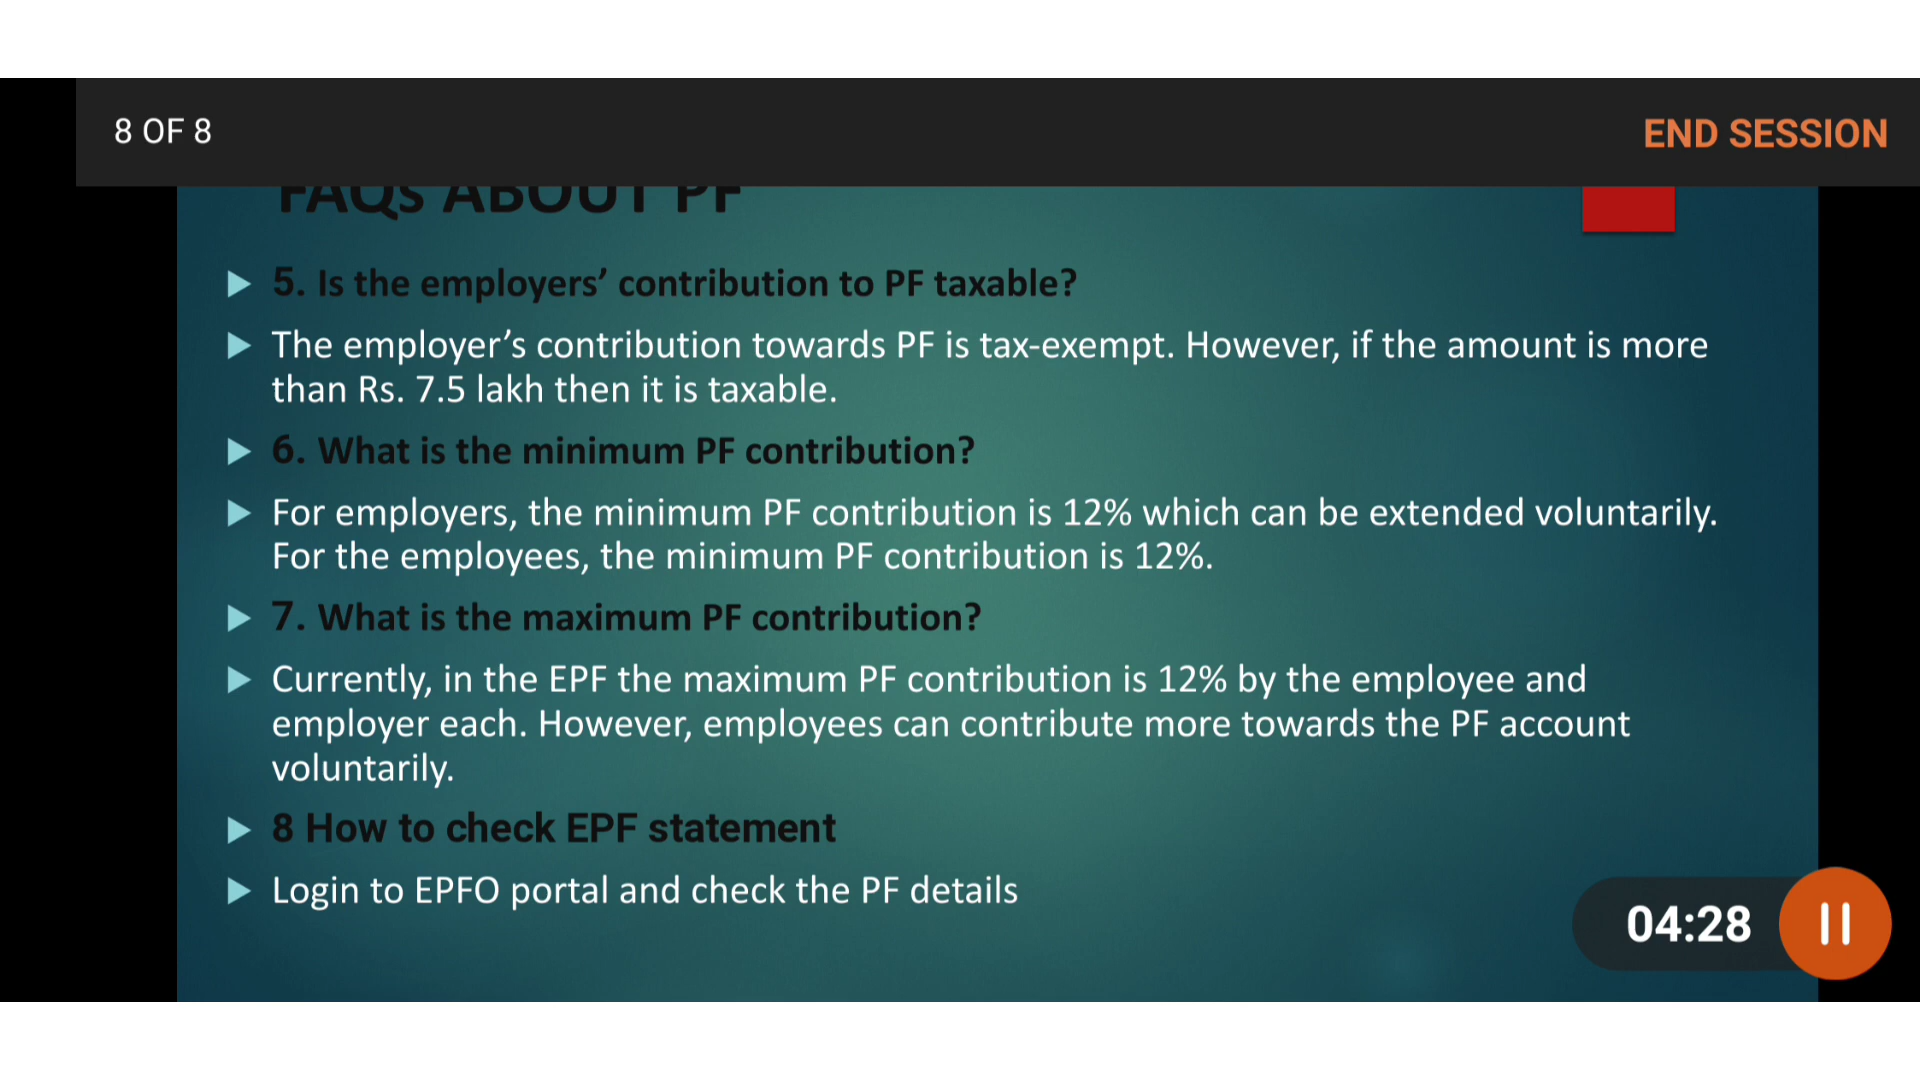 8 OF 8
END SESSION
FAQs ABOUT PF
5. Is the employers’ contribution to PF taxable?
The employer’s contribution towards PF is tax-exempt. However, if the amount is more
than Rs. 7.5 lakh then it is taxable.
6. What is the minimum PF contribution?
For employers, the minimum PF contribution is 12% which can be extended voluntarily.
For the employees, the minimum PF contribution is 12%.
7. What is the maximum PF contribution?
Currently, in the EPF the maximum PF contribution is 12% by the employee and
employer each. However, employees can contribute more towards the PF account
voluntarily.
8 How to check EPF statement
Login to EPFO portal and check the PF details
04:28